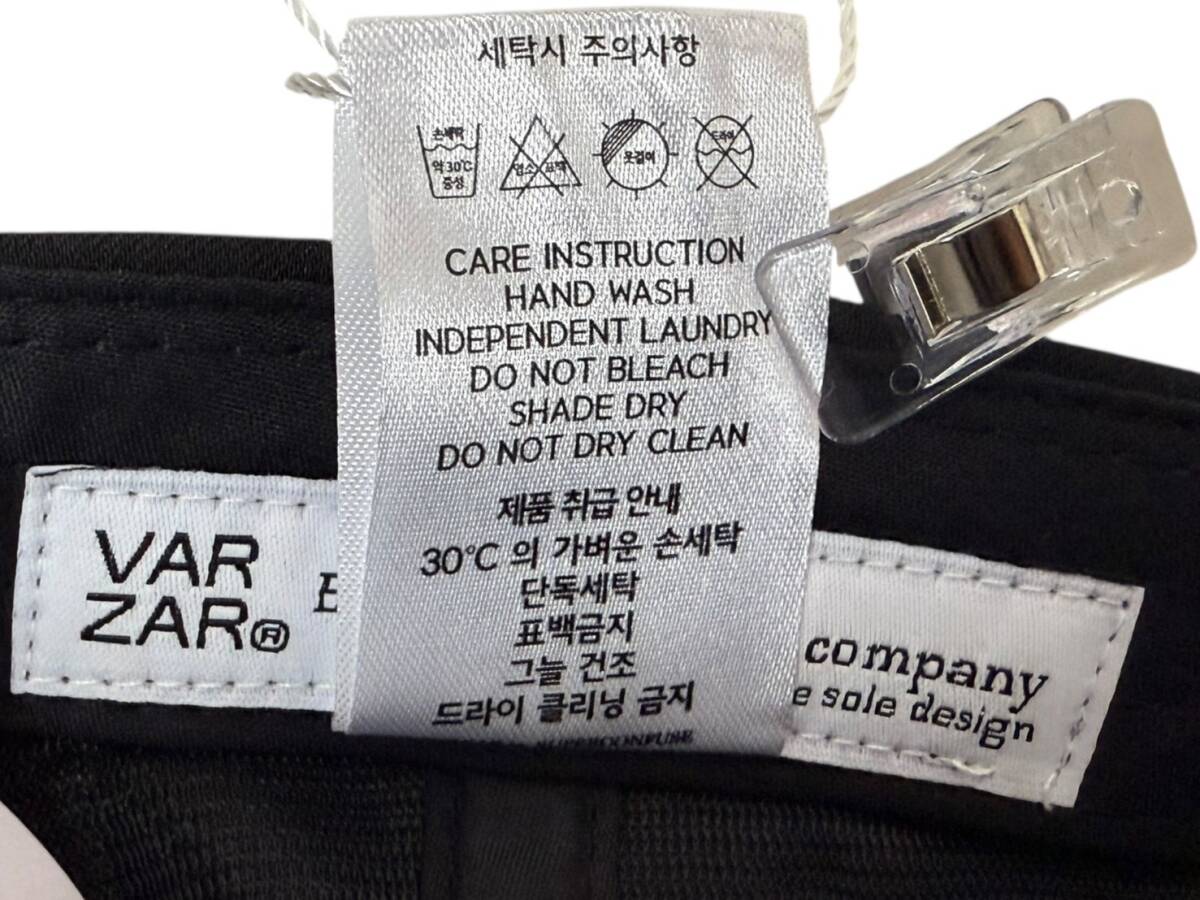 세탁시 주의사항
손세탁
약 30℃
중성
염소 표백
옷걸이
드라이
CARE INSTRUCTION
HAND WASH
INDEPENDENT LAUNDRY
DO NOT BLEACH
SHADE DRY
DO NOT DRY CLEAN
제품 취급 안내
30℃ 의 가벼운 손세탁
단독세탁
표백금지
그늘 건조
드라이 클리닝 금지
VAR
ZAR®
company
sole design